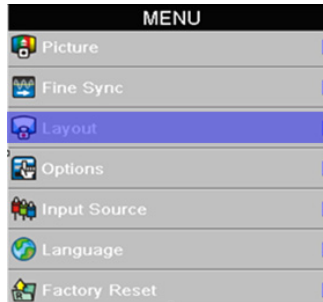 MENU
Picture
Fine Sync
Layout
Options
Input Source
Language
Factory Reset